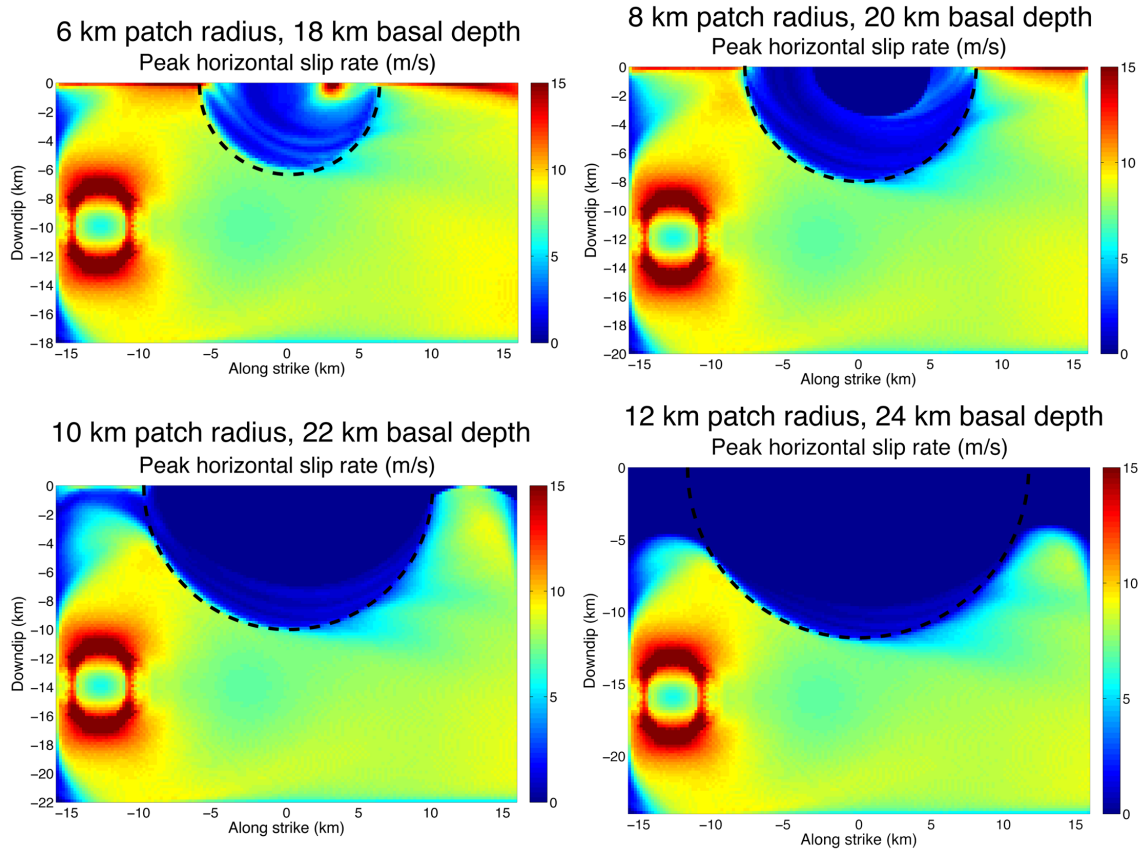 6 km patch radius, 18 km basal depth
Peak horizontal slip rate (m/s)
0
−2
−4
−6
−8
−10
−12
−14
−16
−18
Downdip (km)
−15 −10 −5 0 5 10 15
Along strike (km)
15
10
5
0
8 km patch radius, 20 km basal depth
Peak horizontal slip rate (m/s)
0
−2
−4
−6
−8
−10
−12
−14
−16
−18
−20
Downdip (km)
−15 −10 −5 0 5 10 15
Along strike (km)
15
10
5
0
10 km patch radius, 22 km basal depth
Peak horizontal slip rate (m/s)
0
−2
−4
−6
−8
−10
−12
−14
−16
−18
−20
−22
Downdip (km)
−15 −10 −5 0 5 10 15
Along strike (km)
15
10
5
0
12 km patch radius, 24 km basal depth
Peak horizontal slip rate (m/s)
0
−5
−10
−15
−20
Downdip (km)
−15 −10 −5 0 5 10 15
Along strike (km)
15
10
5
0